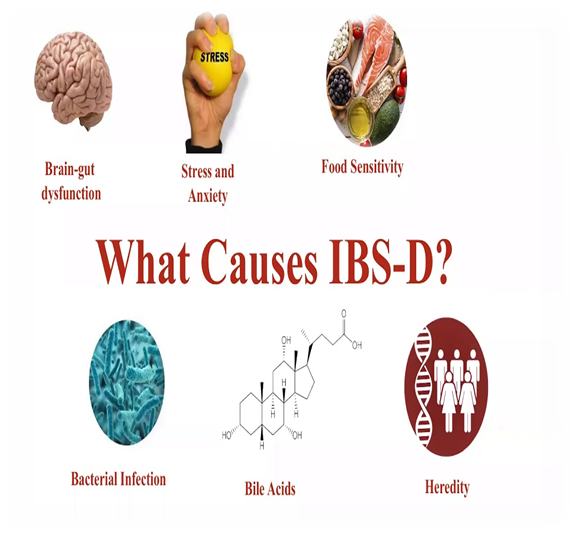 STRESS
Brain-gut
dysfunction
Stress and
Anxiety
Food Sensitivity
What Causes IBS-D?
OH
O
OH
H
H
H
H
HO
OH
H
Bacterial Infection
Bile Acids
Heredity